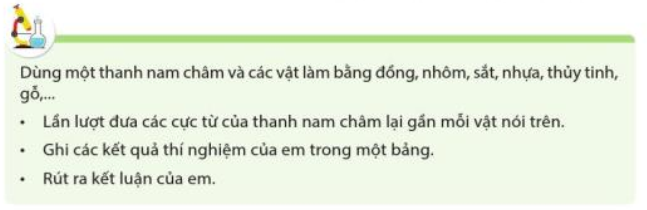 Dùng một thanh nam châm và các vật làm bằng đồng, nhôm, sắt, nhựa, thủy tinh,
gỗ,...
• Lần lượt đưa các cực từ của thanh nam châm lại gần mỗi vật nói trên.
• Ghi các kết quả thí nghiệm của em trong một bảng.
• Rút ra kết luận của em.